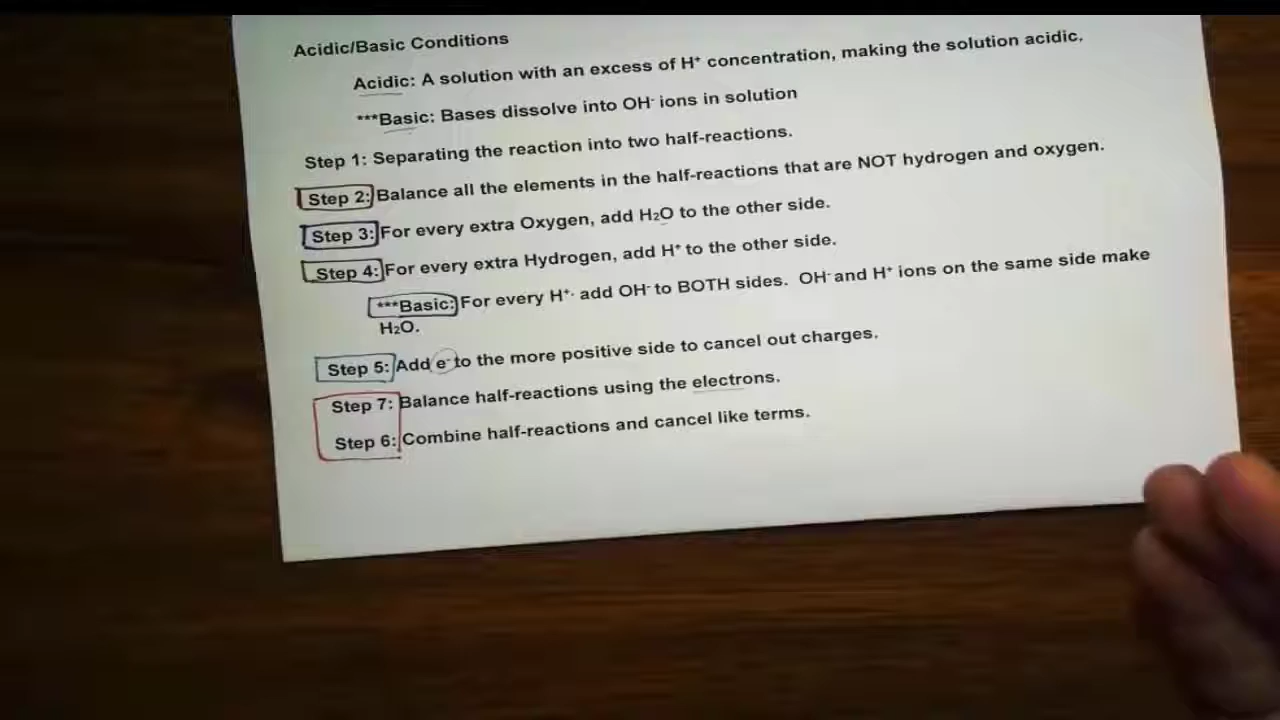 Acidic/Basic Conditions
Acidic: A solution with an excess of H⁺ concentration, making the solution acidic.
***Basic: Bases dissolve into OH⁻ ions in solution
Step 1: Separating the reaction into two half-reactions.
Step 2: Balance all the elements in the half-reactions that are NOT hydrogen and oxygen.
Step 3: For every extra Oxygen, add H₂O to the other side.
Step 4: For every extra Hydrogen, add H⁺ to the other side.
***Basic: For every H⁺· add OH⁻ to BOTH sides. OH⁻ and H⁺ ions on the same side make
H₂O.
Step 5: Add e⁻ to the more positive side to cancel out charges.
Step 7: Balance half-reactions using the electrons.
Step 6: Combine half-reactions and cancel like terms.